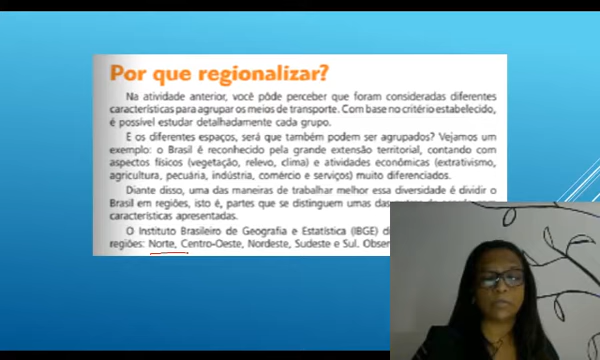 Por que regionalizar?
Na atividade anterior, você pôde perceber que foram consideradas diferentes
características para agrupar os meios de transporte. Com base no critério estabelecido,
é possível estudar detalhadamente cada grupo.
E os diferentes espaços, será que também podem ser agrupados? Vejamos um
exemplo: o Brasil é reconhecido pela grande extensão territorial, contando com
aspectos físicos (vegetação, relevo, clima) e atividades econômicas (extrativismo,
agricultura, pecuária, indústria, comércio e serviços) muito diferenciados.
Diante disso, uma das maneiras de trabalhar melhor essa diversidade é dividir o
Brasil em regiões, isto é, partes que se distinguem umas das
características apresentadas.
O Instituto Brasileiro de Geografia e Estatística (IBGE)
regiões: Norte, Centro-Oeste, Nordeste, Sudeste e Sul.